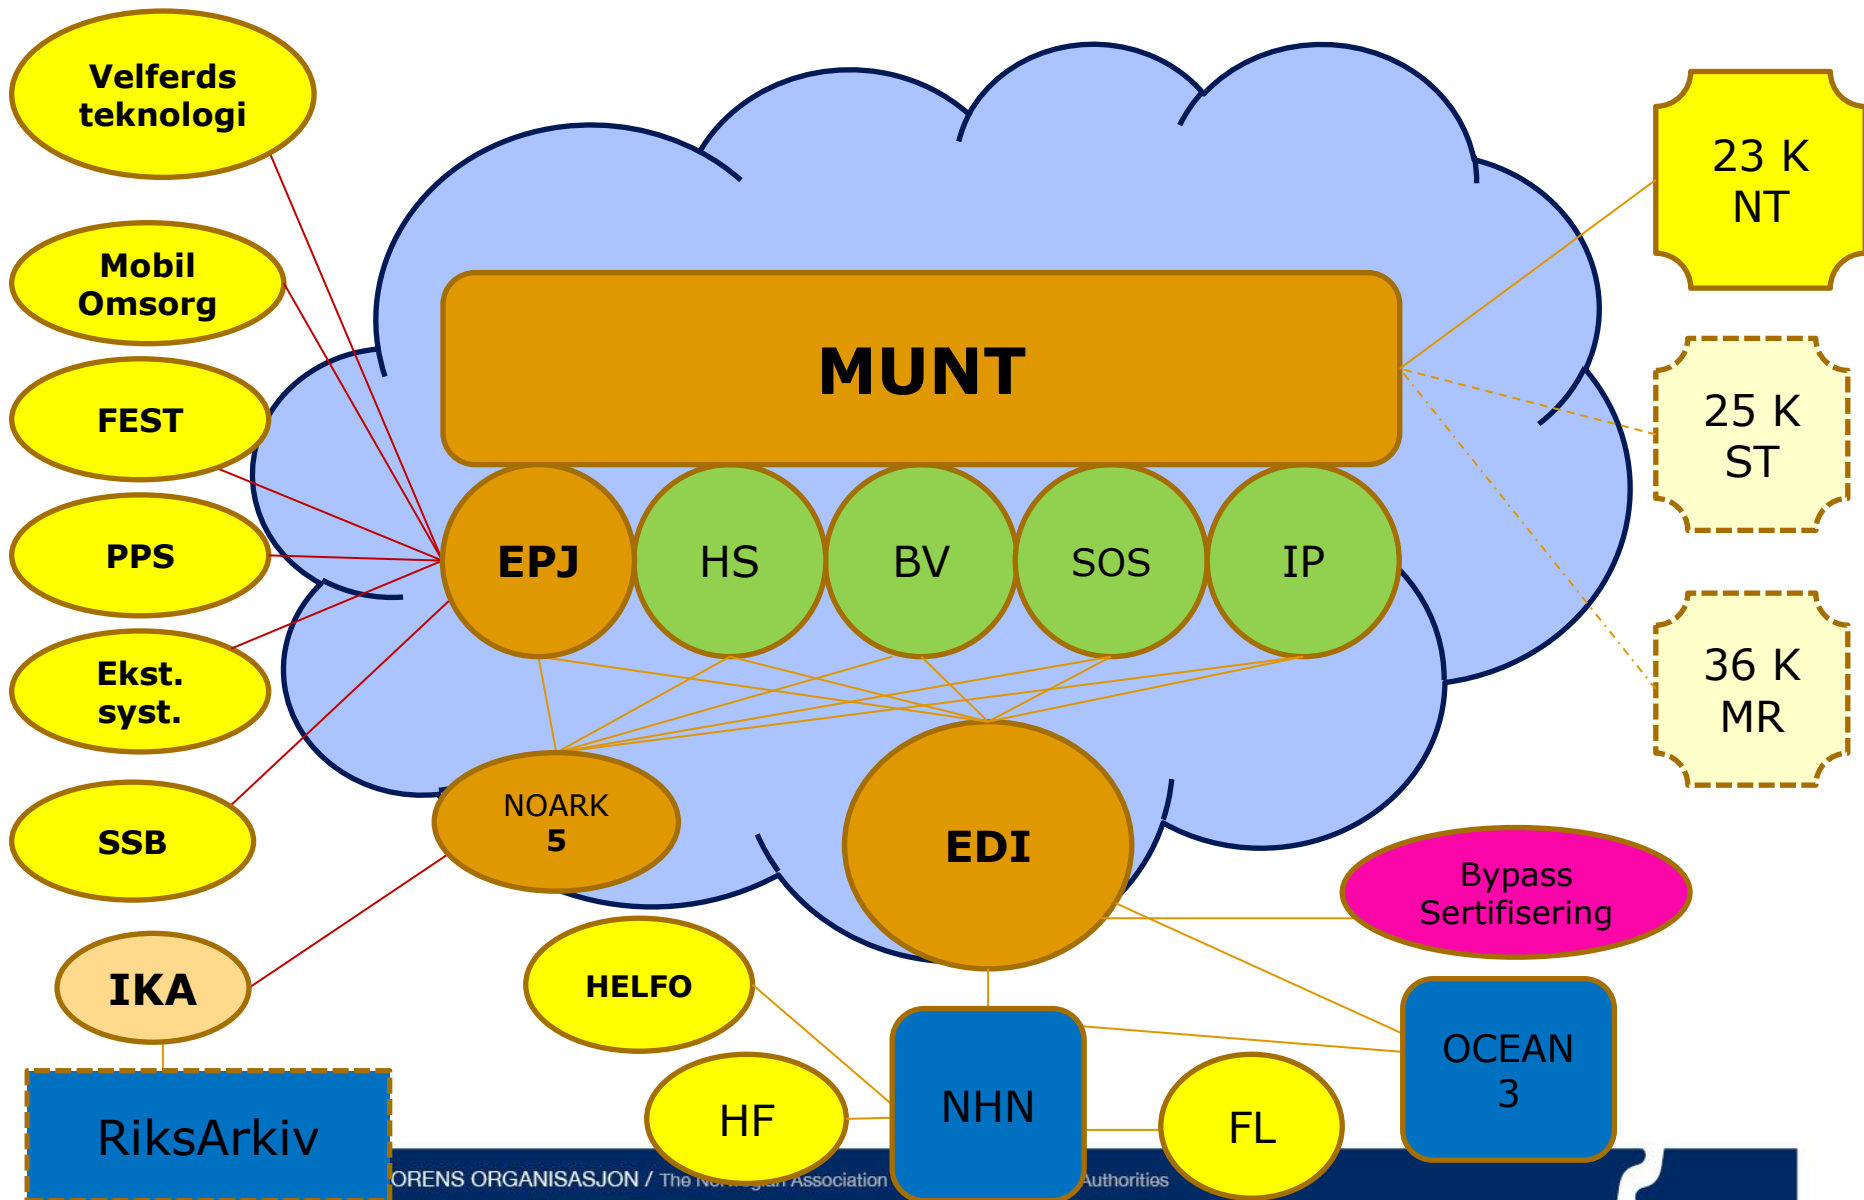 Velferds
teknologi
Mobil
Omsorg
FEST
PPS
Ekst.
syst.
SSB
IKA
RiksArkiv
MUNT
EPJ
HS
BV
SOS
IP
NOARK
5
EDI
HELFO
HF
NHN
FL
23 K
NT
25 K
ST
36 K
MR
Bypass
Sertifisering
OCEAN
3
ORENS ORGANISASJON / The Norwegian Association Authorities